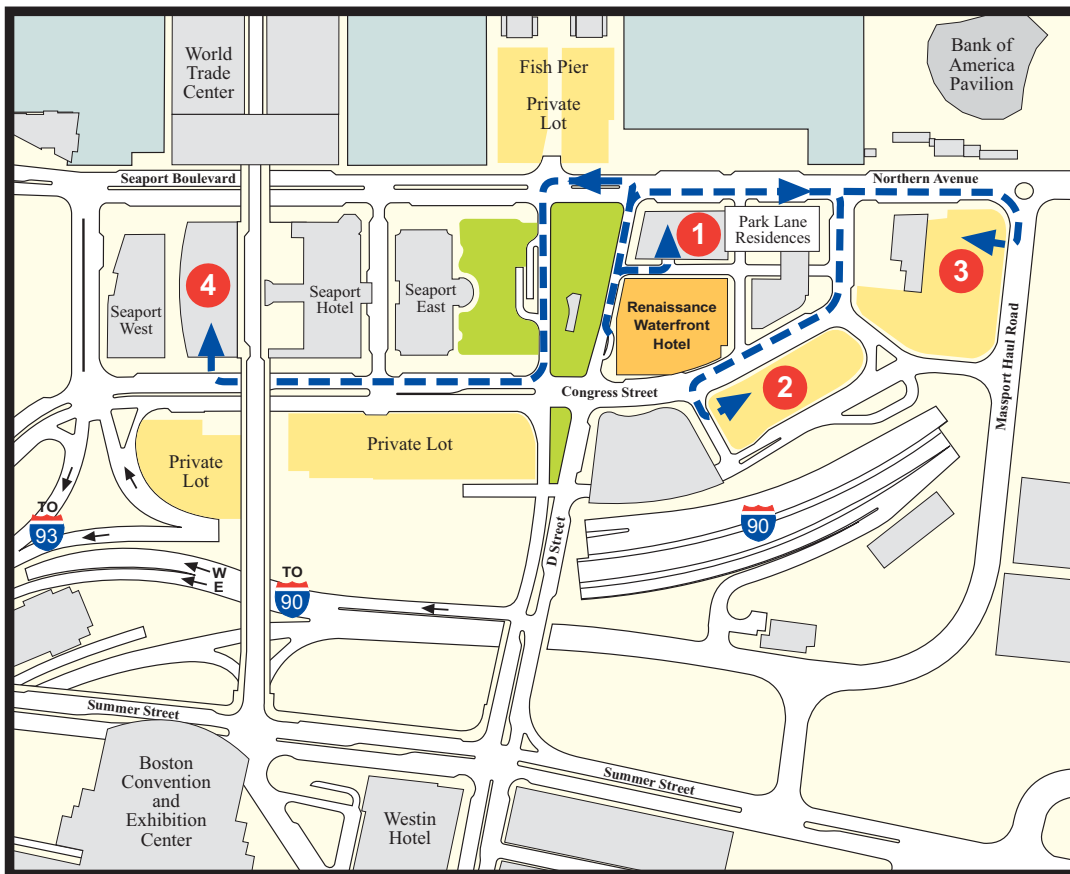 World
Trade
Center
Fish Pier
Private
Lot
Bank of
America
Pavilion
Seaport Boulevard
Northern Avenue
1
Park Lane
Residences
3
4
Seaport
West
Seaport
Hotel
Seaport
East
Renaissance
Waterfront
Hotel
Massport Haul Road
Congress Street
2
Private Lot
Private
Lot
TO
93
90
D Street
W
E
TO
90
Summer Street
Summer Street
Boston
Convention
and
Exhibition
Center
Westin
Hotel